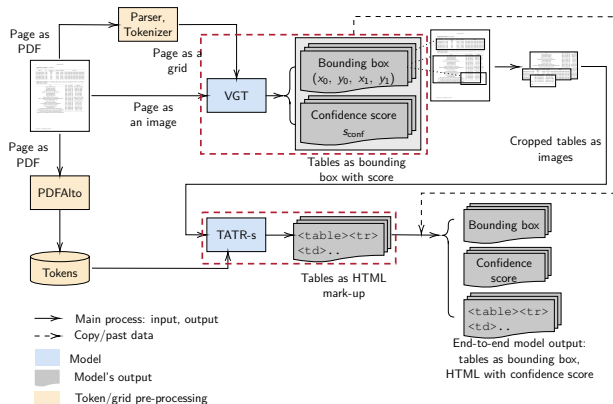 Page as
PDF
Parser,
Tokenizer
Page as a
grid
VGT
Page as
an image
Bounding box
(x₀, y₀, x₁, y₁)
Confidence score
s_conf
Tables as bounding
box with score
Cropped tables as
images
Page as
PDF
PDFAlto
Tokens
TATR-s
<table><tr>
<td>..
Tables as HTML
mark-up
Bounding box
Confidence
score
<table><tr>
<td>..
End-to-end model output:
tables as bounding box,
HTML with confidence score
Main process: input, output
Copy/past data
Model
Model's output
Token/grid pre-processing